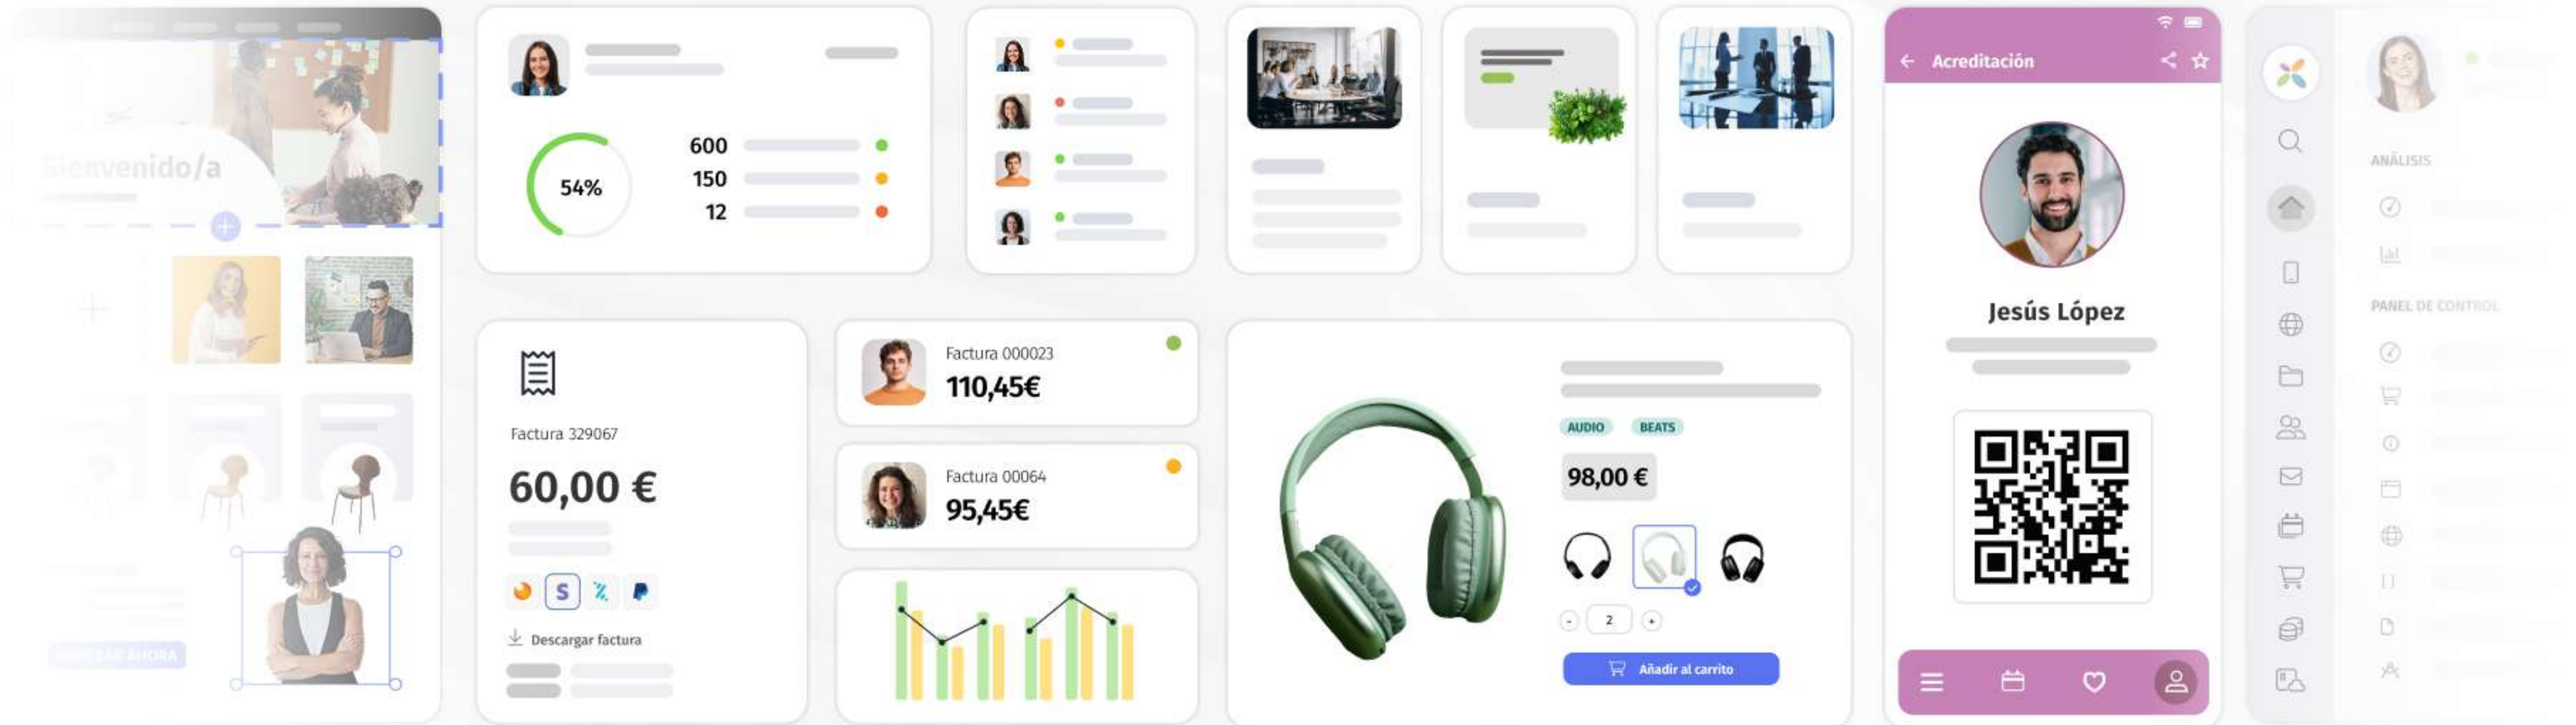 Bienvenido/a
54%
600
150
12
Factura 329067
60,00 €
Descargar factura
Factura 000023
110,45€
Factura 00064
95,45€
AUDIO
BEATS
98,00 €
-
2
+
Añadir al carrito
Acreditación
Jesús López
ANÁLISIS
PANEL DE CONTROL